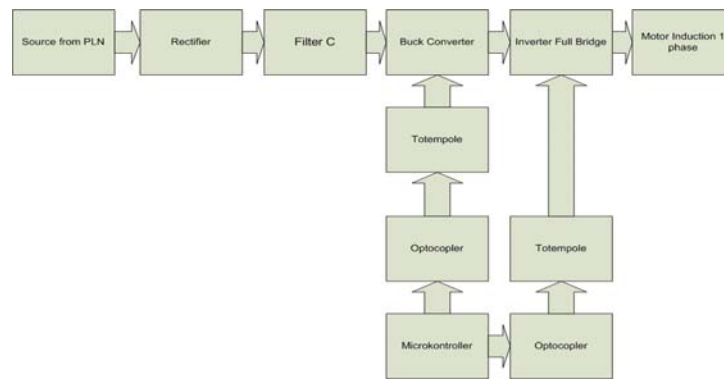 Source from PLN
Rectifier
Filter C
Buck Converter
Inverter Full Bridge
Motor Induction 1
phase
Totempole
Optocopler
Totempole
Microkontroller
Optocopler